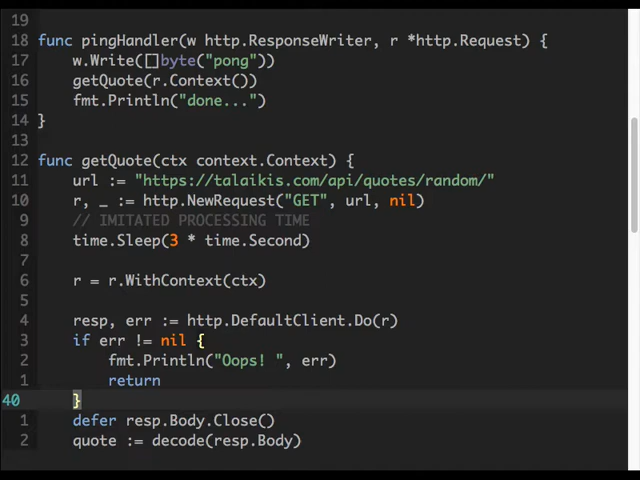 19
18 func pingHandler(w http.ResponseWriter, r *http.Request) {
17 w.Write([]byte("pong"))
16 getQuote(r.Context())
15 fmt.Println("done...")
14 }
13
12 func getQuote(ctx context.Context) {
11 url := "https://talaikis.com/api/quotes/random/"
10 r, _ := http.NewRequest("GET", url, nil)
9 // IMITATED PROCESSING TIME
8 time.Sleep(3 * time.Second)
7
6 r = r.WithContext(ctx)
5
4 resp, err := http.DefaultClient.Do(r)
3 if err != nil {
2 fmt.Println("Oops! ", err)
1 return
40 }
1 defer resp.Body.Close()
2 quote := decode(resp.Body)